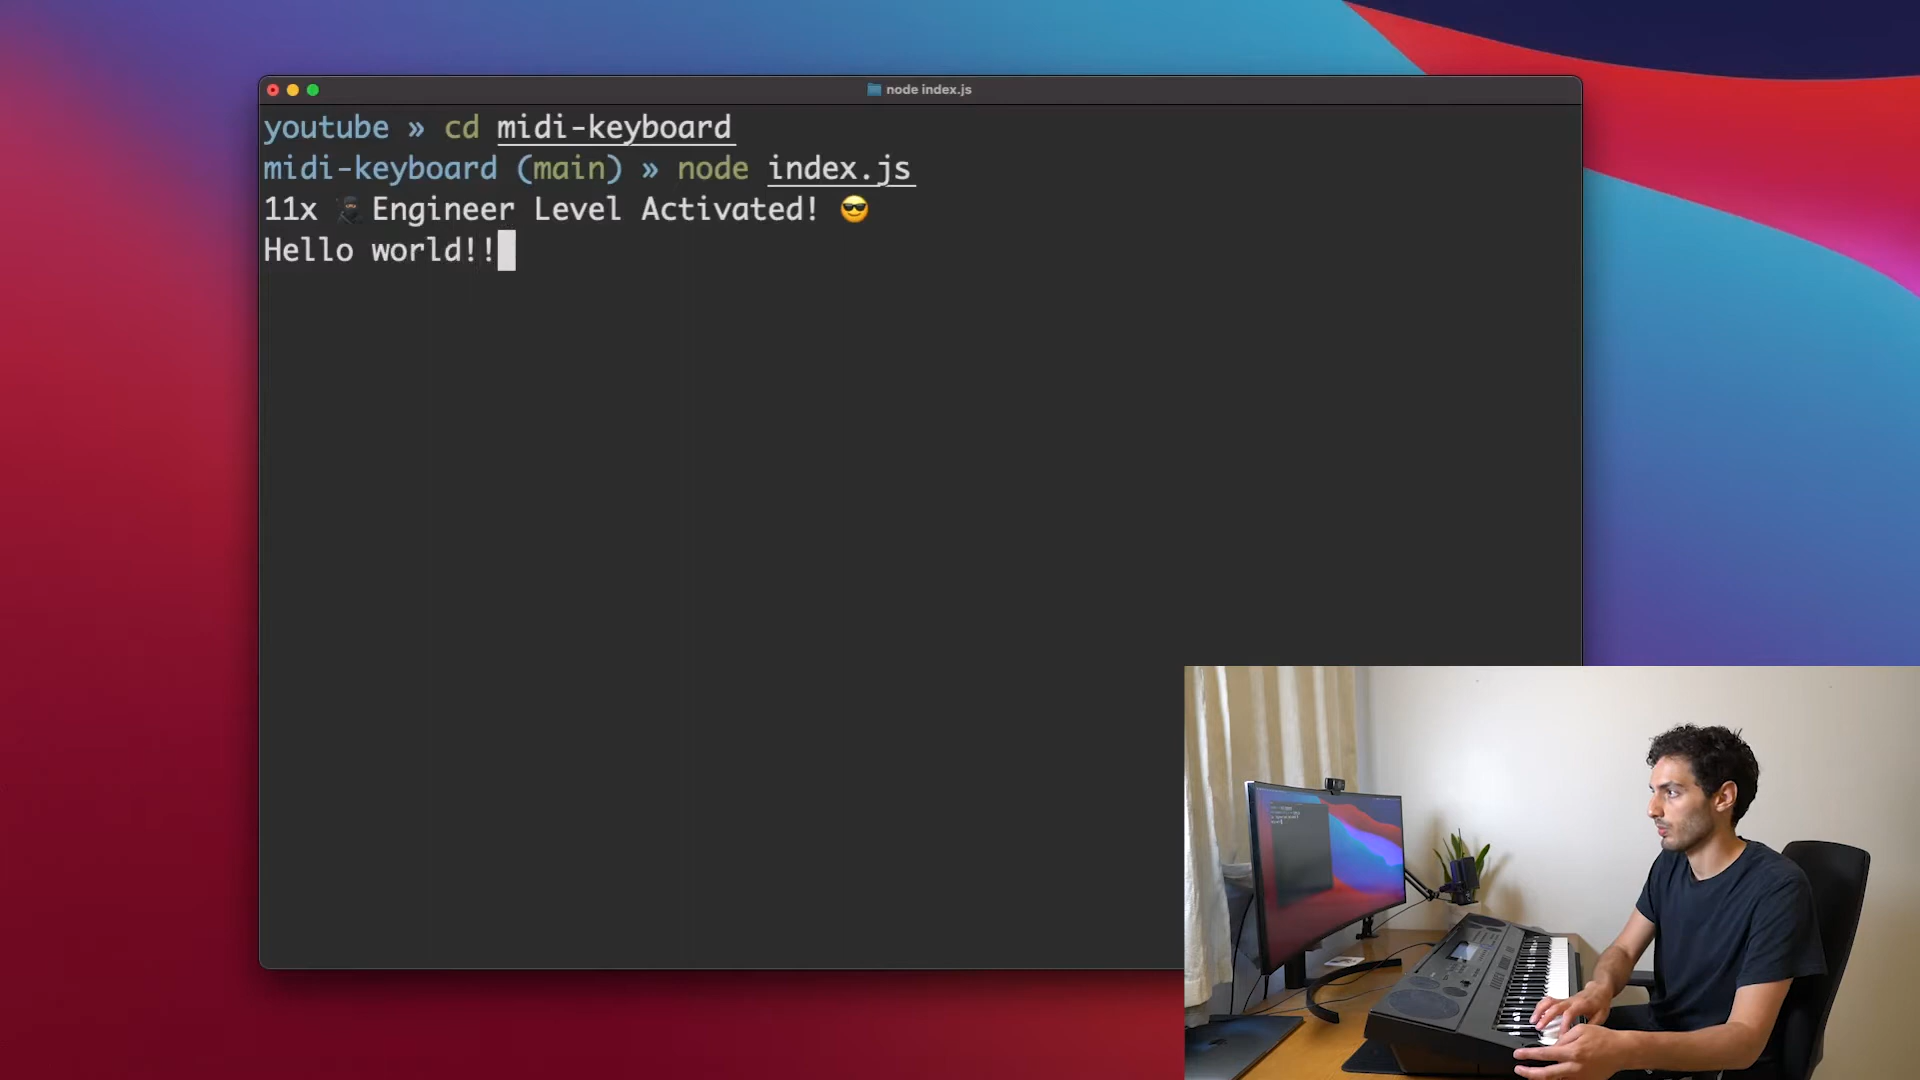 node index.js
youtube » cd midi-keyboard
midi-keyboard (main) » node index.js
11x 🥷 Engineer Level Activated! 😎
Hello world!!